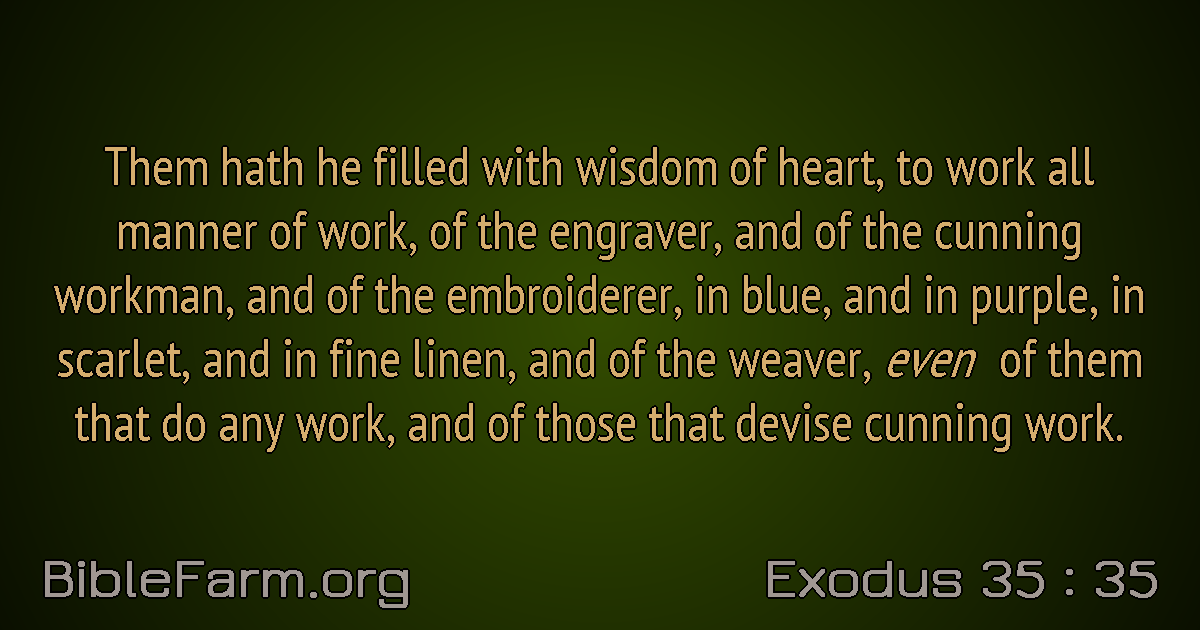 Them hath he filled with wisdom of heart, to work all
manner of work, of the engraver, and of the cunning
workman, and of the embroiderer, in blue, and in purple, in
scarlet, and in fine linen, and of the weaver, even of them
that do any work, and of those that devise cunning work.
BibleFarm.org
Exodus 35 : 35